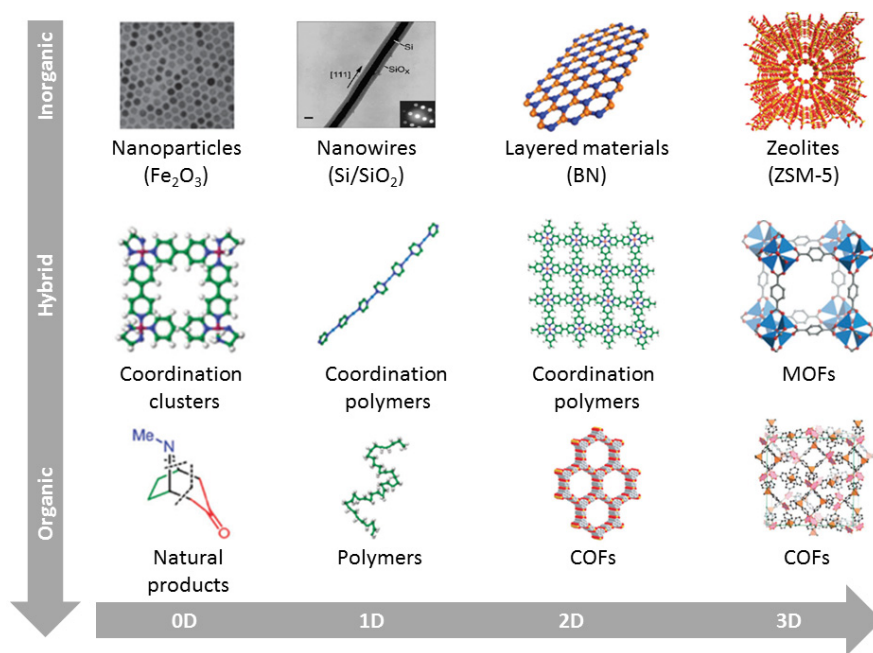 Inorganic
Hybrid
Organic
[111]
Si
SiOx
Nanoparticles
(Fe₂O₃)
Nanowires
(Si/SiO₂)
Layered materials
(BN)
Zeolites
(ZSM-5)
Coordination
clusters
Coordination
polymers
Coordination
polymers
MOFs
Me
N
O
Natural
products
Polymers
COFs
COFs
0D
1D
2D
3D